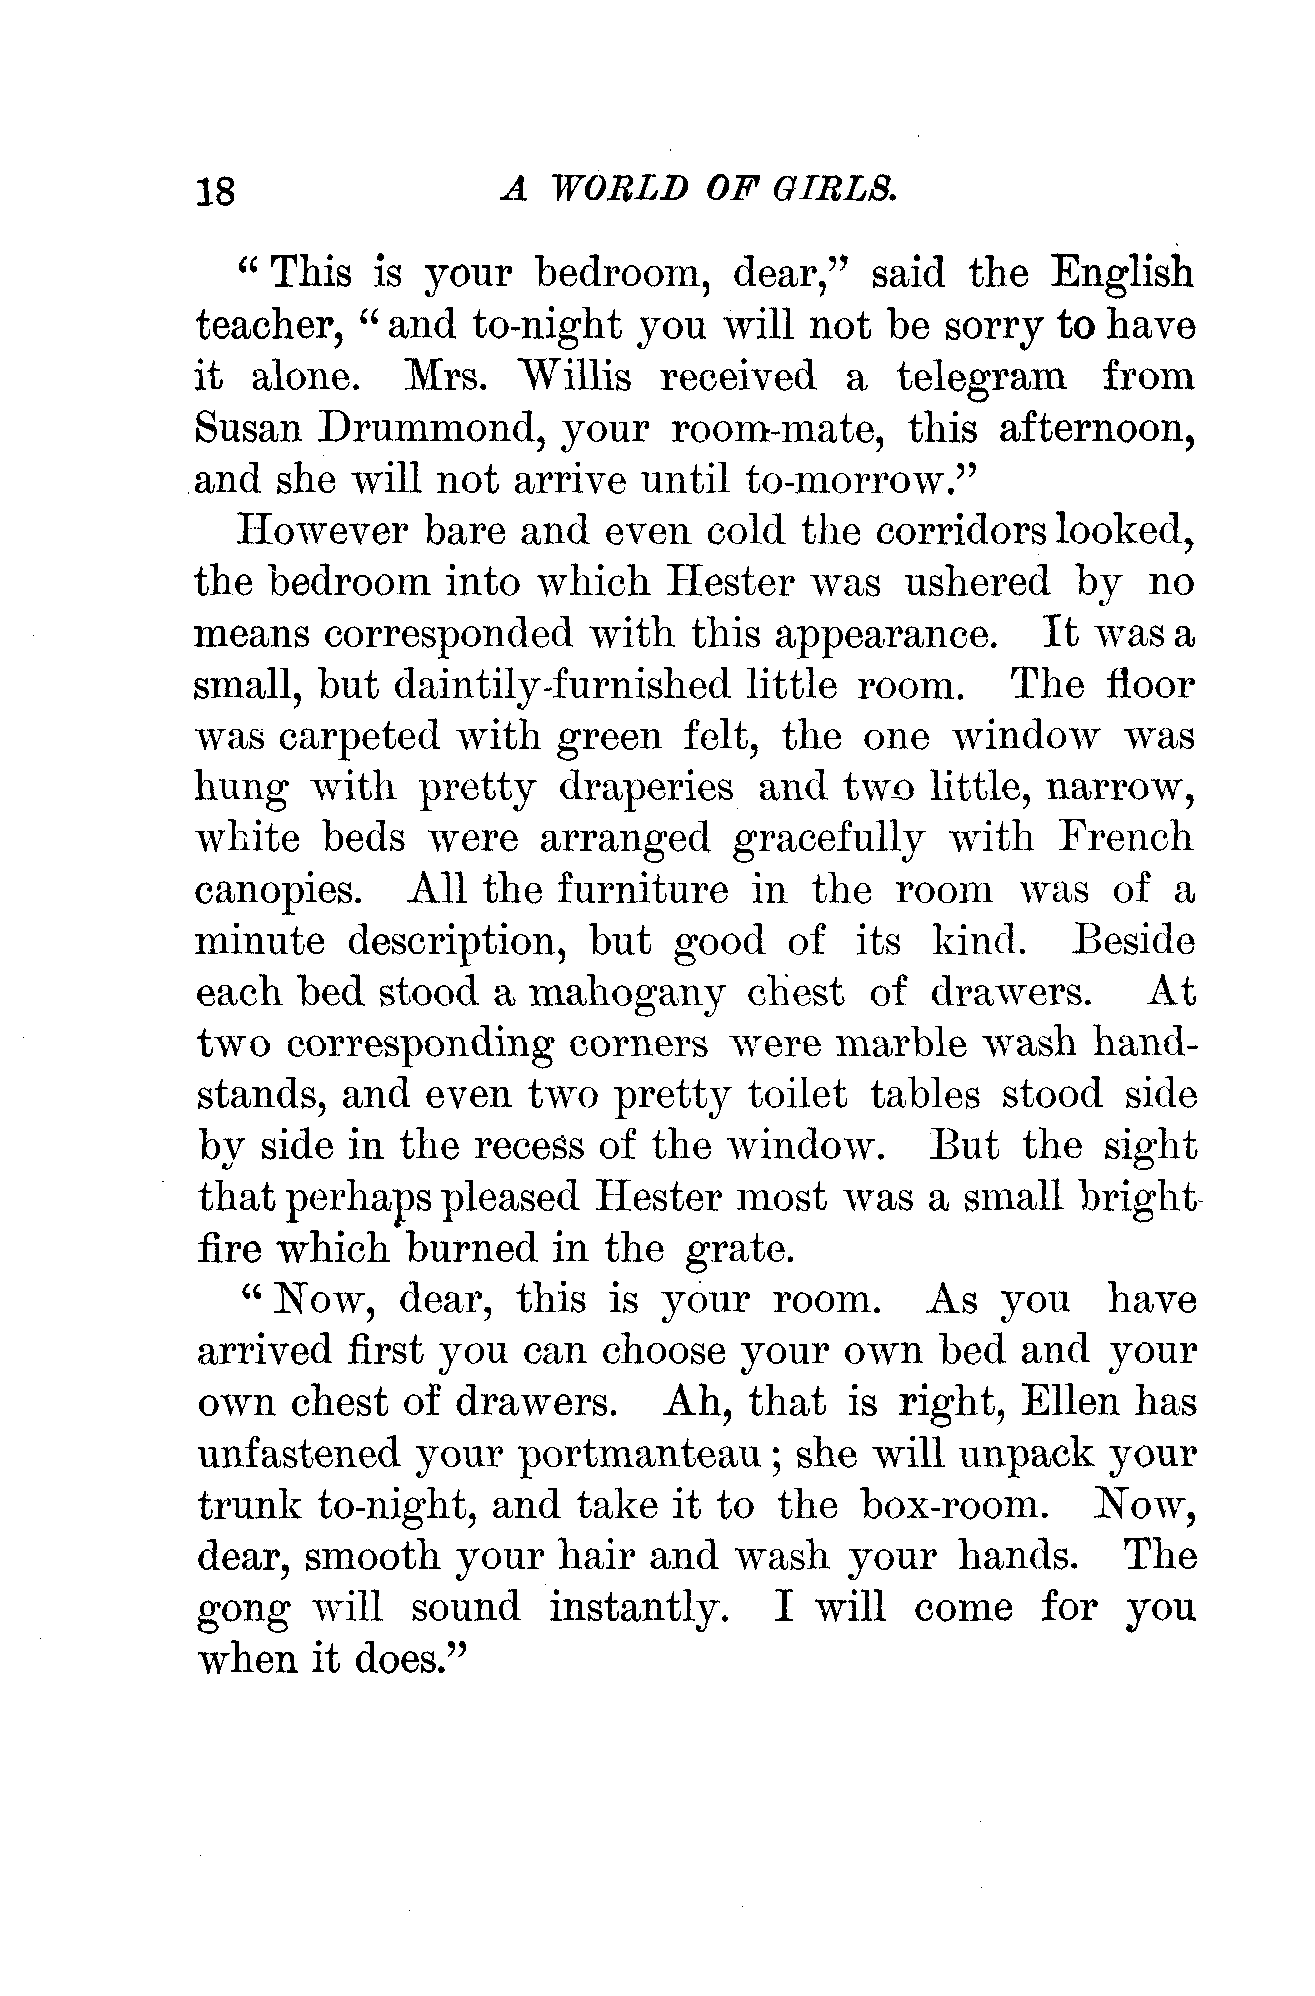 18 A WORLD OF GIRLS.
“This is your bedroom, dear,” said the English
teacher, “and to-night you will not be sorry to have
it alone. Mrs. Willis received a telegram from
Susan Drummond, your room-mate, this afternoon,
and she will not arrive until to-morrow.”
However bare and even cold the corridors looked,
the bedroom into which Hester was ushered by no
means corresponded with this appearance. It was a
small, but daintily-furnished little room. The floor
was carpeted with green felt, the one window was
hung with pretty draperies and two little, narrow,
white beds were arranged gracefully with French
canopies. All the furniture in the room was of a
minute description, but good of its kind. Beside
each bed stood a mahogany chest of drawers. At
two corresponding corners were marble wash hand-
stands, and even two pretty toilet tables stood side
by side in the recess of the window. But the sight
that perhaps pleased Hester most was a small bright
fire which burned in the grate.
“Now, dear, this is your room. As you have
arrived first you can choose your own bed and your
own chest of drawers. Ah, that is right, Ellen has
unfastened your portmanteau; she will unpack your
trunk to-night, and take it to the box-room. Now,
dear, smooth your hair and wash your hands. The
gong will sound instantly. I will come for you
when it does.”